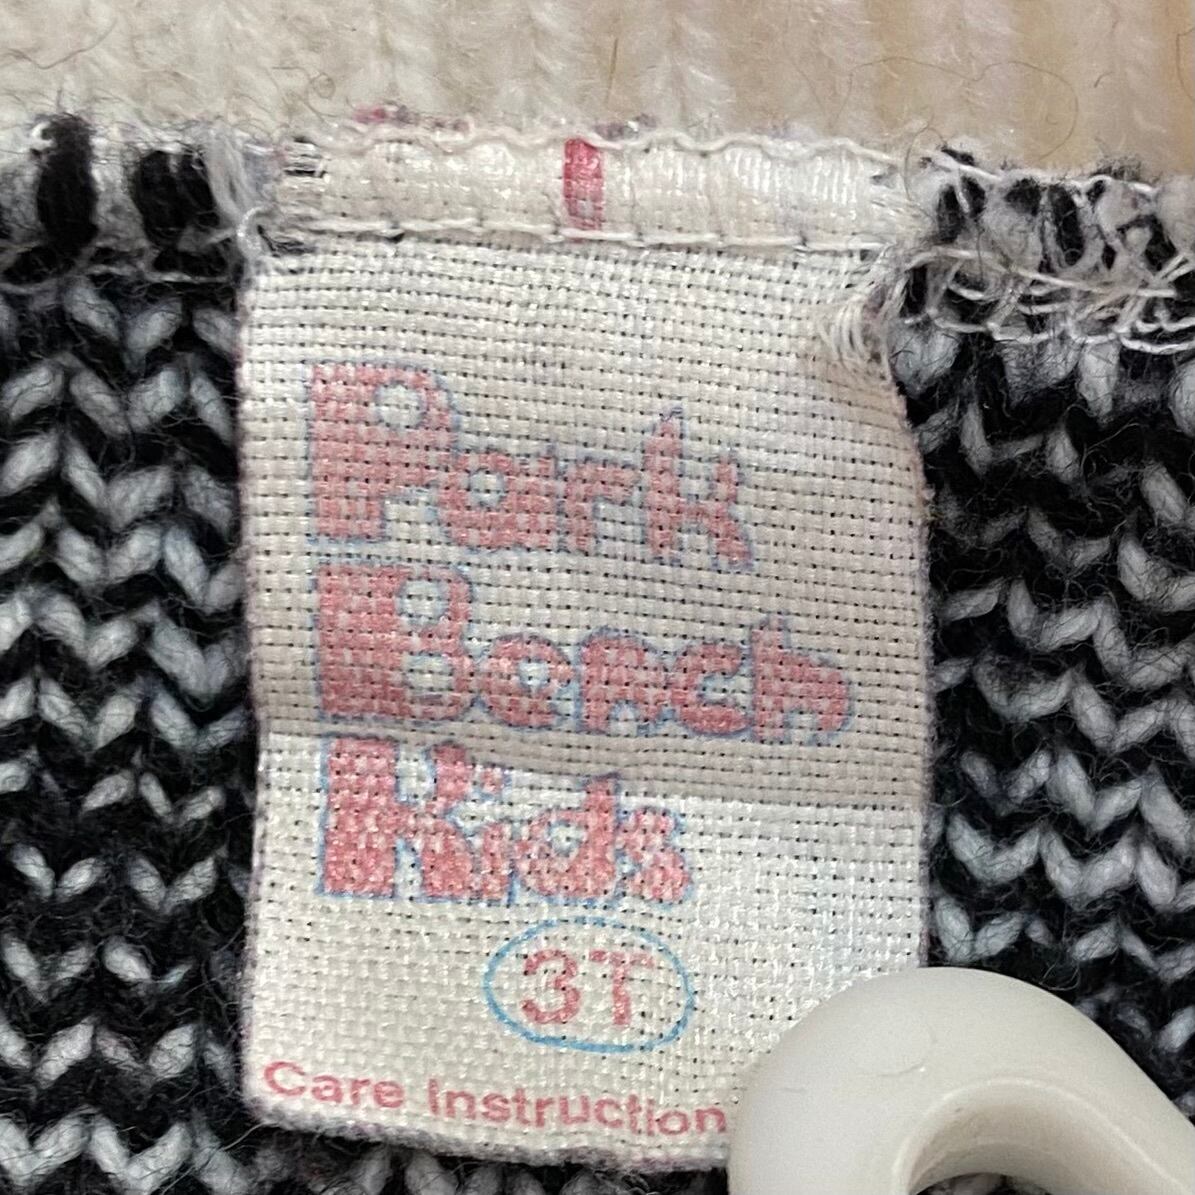 Park
Bench
Kids
3T
Care Instruction